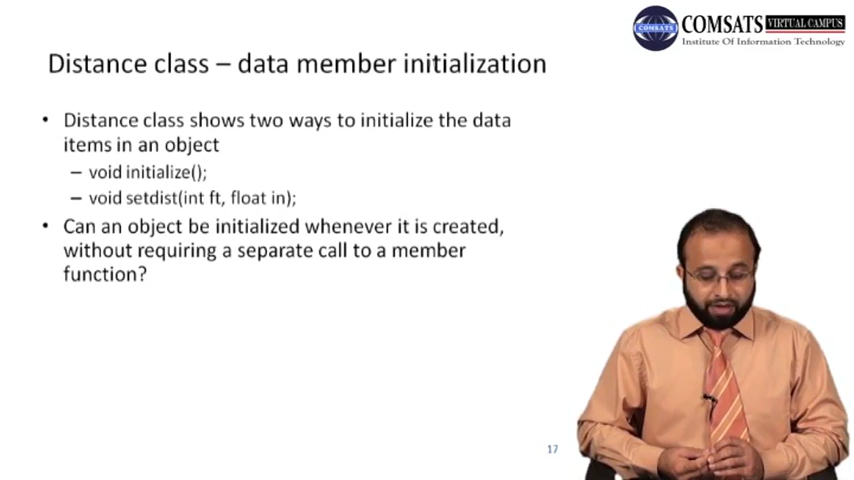 COMSATS VIRTUAL CAMPUS
COMSATS
Institute Of Information Technology
Distance class – data member initialization
• Distance class shows two ways to initialize the data
items in an object
– void initialize();
– void setdist(int ft, float in);
• Can an object be initialized whenever it is created,
without requiring a separate call to a member
function?
17